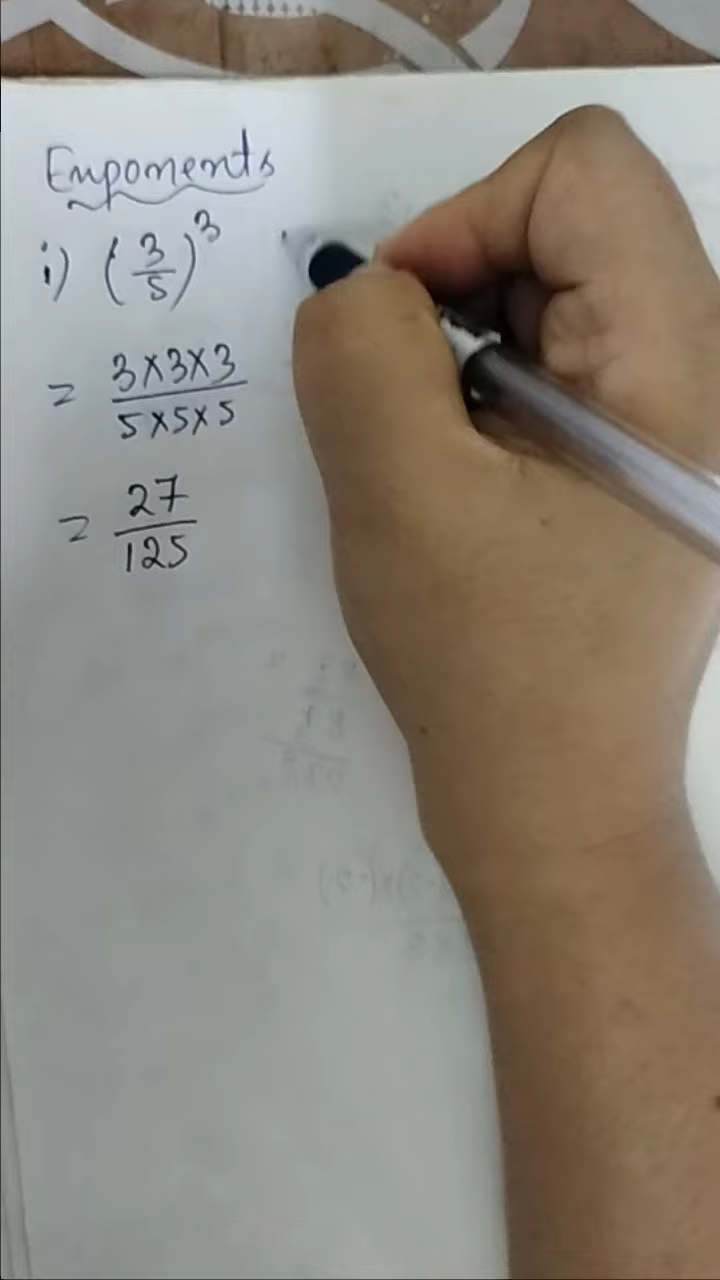 Exponents
i) (3/5)³
= 3×3×3 / 5×5×5
= 27 / 125